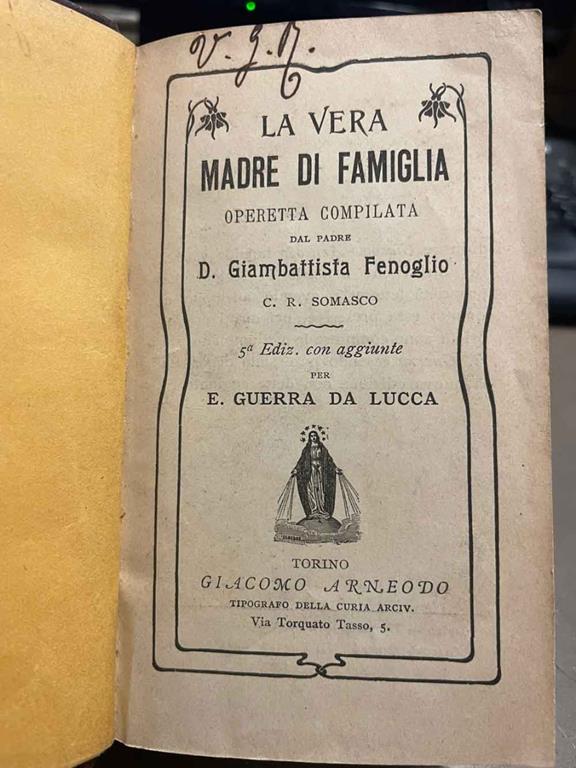 V. G. R.
LA VERA
MADRE DI FAMIGLIA
OPERETTA COMPILATA
DAL PADRE
D. Giambattista Fenoglio
C. R. SOMASCO
5ª Ediz. con aggiunte
PER
E. GUERRA DA LUCCA
TORINO
GIACOMO ARNEODO
TIPOGRAFO DELLA CURIA ARCIV.
Via Torquato Tasso, 5.